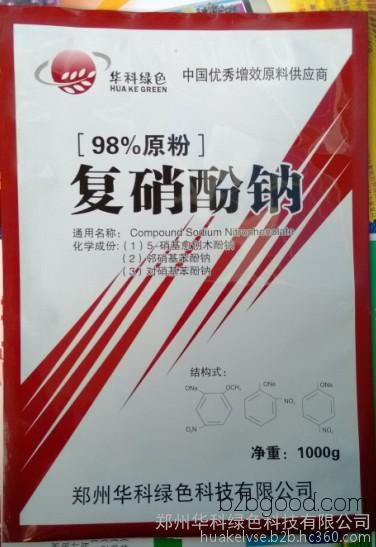 华科绿色
HUA KE GREEN
中国优秀增效原料供应商
[98%原粉]
复硝酚钠
通用名称：Compound Sodium Nitrophenolate
化学成份：(1) 5-硝基愈创木酚钠
(2) 邻硝基苯酚钠
(3) 对硝基苯酚钠
结构式：
ONa
OCH₃
O₂N
ONa
NO₂
ONa
NO₂
净重：1000g
郑州华科绿色科技有限公司
b2bgood.com
郑州华科绿色科技有限公司
huakelvse.b2b.hc360.com